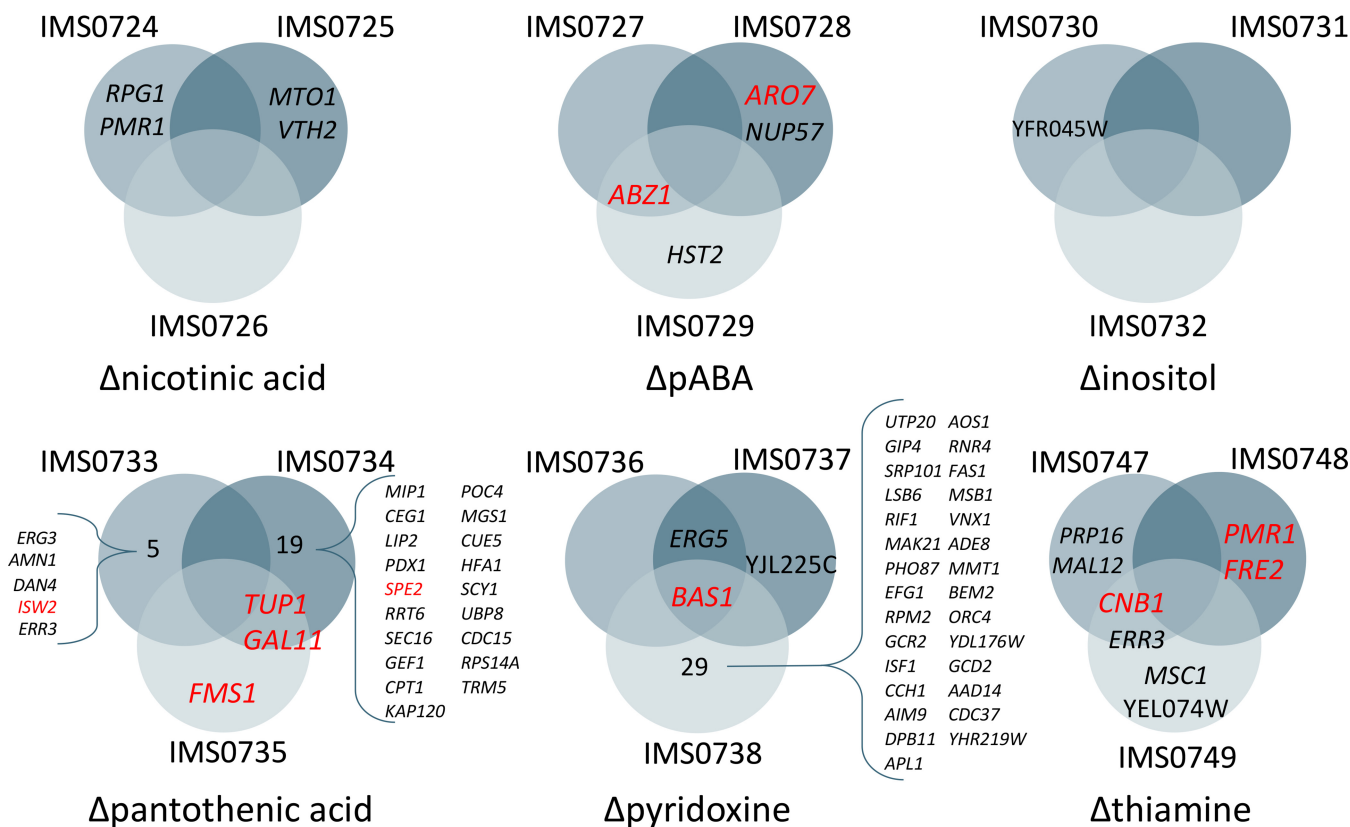 IMS0724 IMS0725
RPG1
PMR1
MTO1
VTH2
IMS0726
Δnicotinic acid
IMS0727 IMS0728
ARO7
NUP57
ABZ1
HST2
IMS0729
ΔpABA
IMS0730 IMS0731
YFR045W
IMS0732
Δinositol
IMS0733 IMS0734
ERG3
AMN1
DAN4
ISW2
ERR3
5
19
MIP1 POC4
CEG1 MGS1
LIP2 CUE5
PDX1 HFA1
SPE2 SCY1
RRT6 UBP8
SEC16 CDC15
GEF1 RPS14A
CPT1 TRM5
KAP120
TUP1
GAL11
FMS1
IMS0735
Δpantothenic acid
IMS0736 IMS0737
ERG5
YJL225C
BAS1
29
UTP20 AOS1
GIP4 RNR4
SRP101 FAS1
LSB6 MSB1
RIF1 VNX1
MAK21 ADE8
PHO87 MMT1
EFG1 BEM2
RPM2 ORC4
GCR2 YDL176W
ISF1 GCD2
CCH1 AAD14
AIM9 CDC37
DPB11 YHR219W
APL1
IMS0738
Δpyridoxine
IMS0747 IMS0748
PRP16
MAL12
PMR1
FRE2
CNB1
ERR3
MSC1
YEL074W
IMS0749
Δthiamine